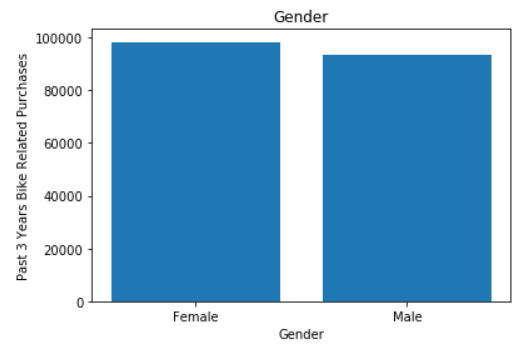 Gender
100000
80000
60000
40000
20000
0
Past 3 Years Bike Related Purchases
Female Male
Gender